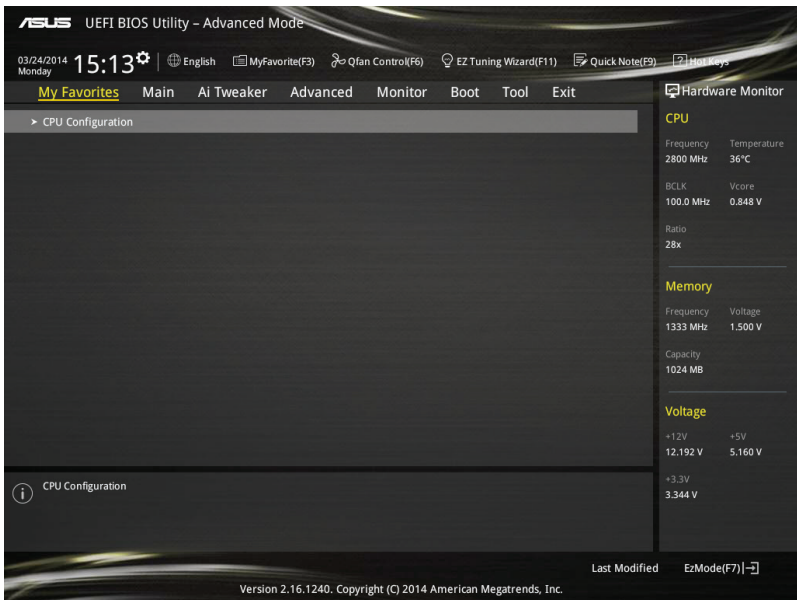 ASUS UEFI BIOS Utility – Advanced Mode
03/24/2014 Monday 15:13 English MyFavorite(F3) Qfan Control(F6) EZ Tuning Wizard(F11) Quick Note(F9) ? Hot Keys
My Favorites Main Ai Tweaker Advanced Monitor Boot Tool Exit
> CPU Configuration
CPU Configuration
Hardware Monitor
CPU
Frequency Temperature
2800 MHz 36°C
BCLK Vcore
100.0 MHz 0.848 V
Ratio
28x
Memory
Frequency Voltage
1333 MHz 1.500 V
Capacity
1024 MB
Voltage
+12V +5V
12.192 V 5.160 V
+3.3V
3.344 V
Last Modified EzMode(F7)
Version 2.16.1240. Copyright (C) 2014 American Megatrends, Inc.